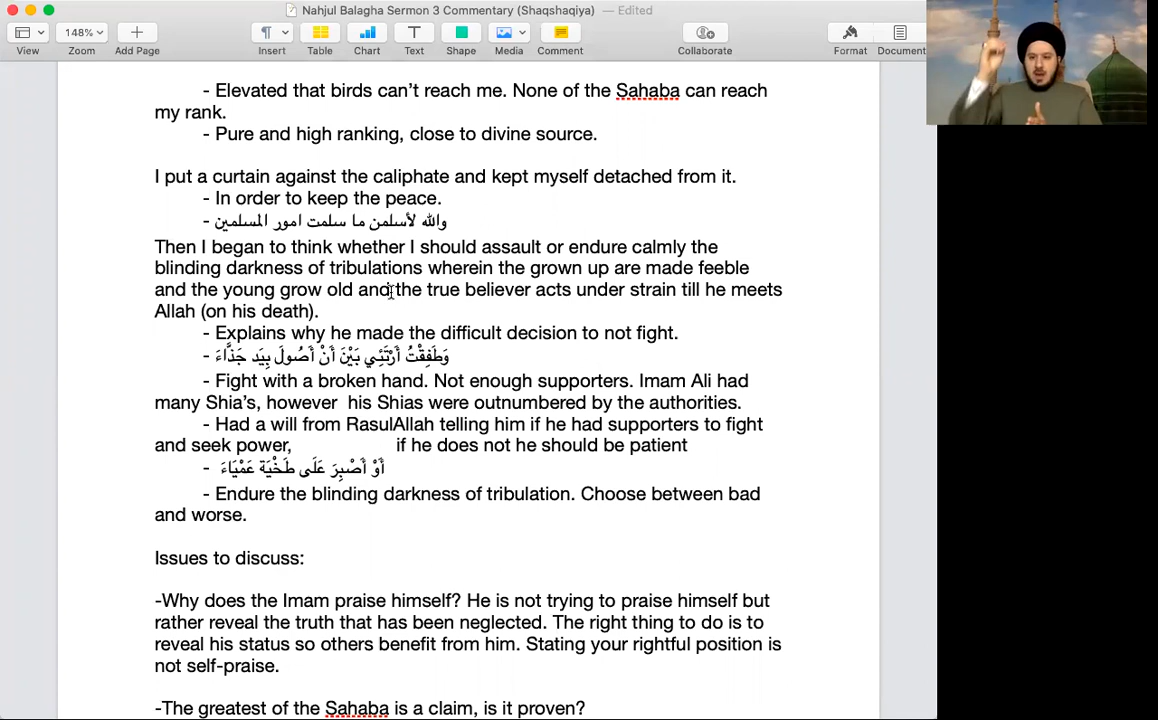 Nahjul Balagha Sermon 3 Commentary (Shaqshaqiya) — Edited
148%
View Zoom Add Page Insert Table Chart Text Shape Media Comment Collaborate Format Document
- Elevated that birds can't reach me. None of the Sahaba can reach
my rank.
- Pure and high ranking, close to divine source.
I put a curtain against the caliphate and kept myself detached from it.
- In order to keep the peace.
- والله لأسلمن ما سلمت امور المسلمين
Then I began to think whether I should assault or endure calmly the
blinding darkness of tribulations wherein the grown up are made feeble
and the young grow old and the true believer acts under strain till he meets
Allah (on his death).
- Explains why he made the difficult decision to not fight.
- وَطَفِقْتُ أَرْتَئِي بَيْنَ أَنْ أَصُولَ بِيَد جَذَّاءَ
- Fight with a broken hand. Not enough supporters. Imam Ali had
many Shia's, however  his Shias were outnumbered by the authorities.
- Had a will from RasulAllah telling him if he had supporters to fight
and seek power, if he does not he should be patient
- أَوْ أَصْبِرَ عَلَى طَخْيَة عَمْيَاءَ
- Endure the blinding darkness of tribulation. Choose between bad
and worse.
Issues to discuss:
-Why does the Imam praise himself? He is not trying to praise himself but
rather reveal the truth that has been neglected. The right thing to do is to
reveal his status so others benefit from him. Stating your rightful position is
not self-praise.
-The greatest of the Sahaba is a claim, is it proven?